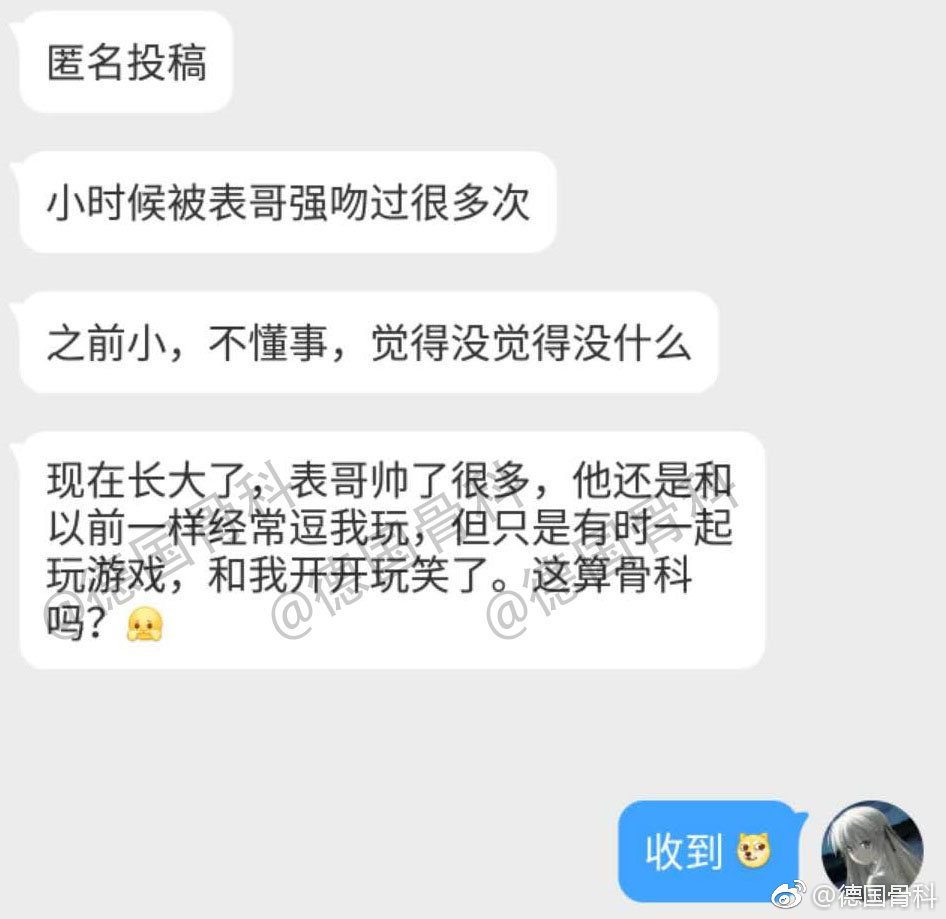 匿名投稿
小时候被表哥强吻过很多次
之前小，不懂事，觉得没觉得没什么
现在长大了，表哥帅了很多，他还是和
以前一样经常逗我玩，但只是有时一起
玩游戏，和我开开玩笑了。这算骨科
吗？
@德国骨科
@德国骨科
@德国骨科
收到
@德国骨科